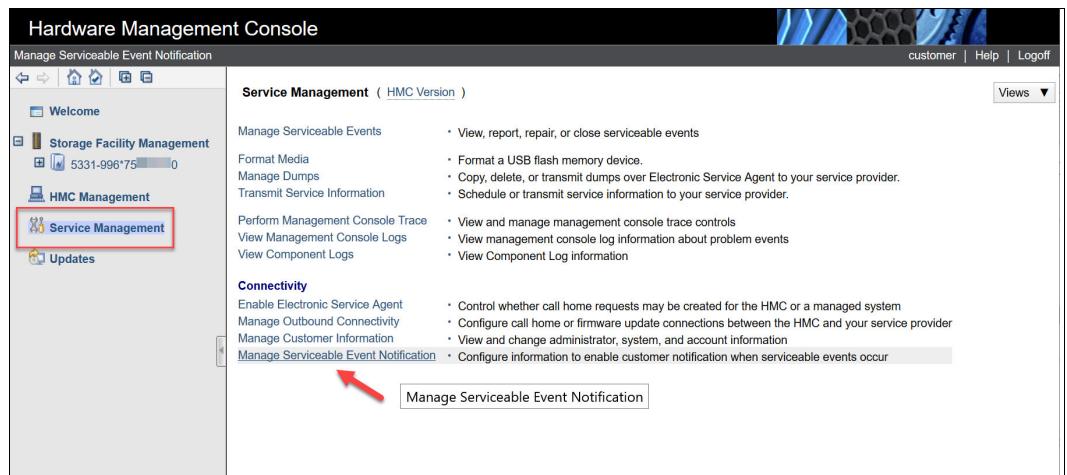 Hardware Management Console
Manage Serviceable Event Notification
customer | Help | Logoff
Welcome
Storage Facility Management
5331-996*75 0
HMC Management
Service Management
Updates
Service Management ( HMC Version )
Views ▼
Manage Serviceable Events • View, report, repair, or close serviceable events
Format Media • Format a USB flash memory device.
Manage Dumps • Copy, delete, or transmit dumps over Electronic Service Agent to your service provider.
Transmit Service Information • Schedule or transmit service information to your service provider.
Perform Management Console Trace • View and manage management console trace controls
View Management Console Logs • View management console log information about problem events
View Component Logs • View Component Log information
Connectivity
Enable Electronic Service Agent • Control whether call home requests may be created for the HMC or a managed system
Manage Outbound Connectivity • Configure call home or firmware update connections between the HMC and your service provider
Manage Customer Information • View and change administrator, system, and account information
Manage Serviceable Event Notification • Configure information to enable customer notification when serviceable events occur
Manage Serviceable Event Notification